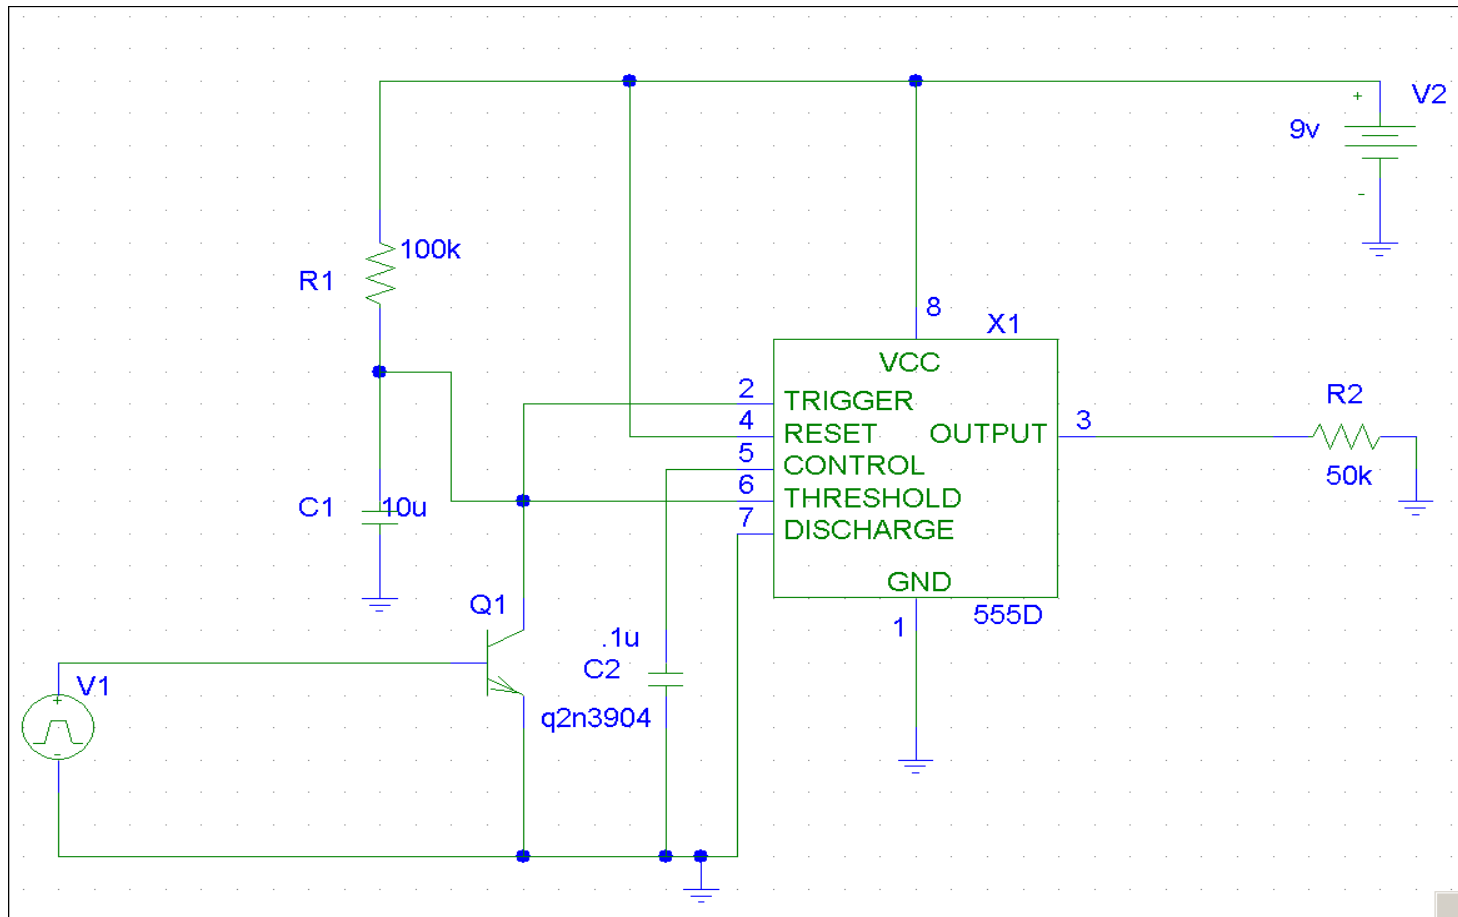 + V2
9v
-
100k
R1
8
X1
VCC
2 TRIGGER
R2
4 RESET OUTPUT 3
5 CONTROL
50k
6 THRESHOLD
C1 10u
7 DISCHARGE
GND
Q1
555D
1
.1u
C2
V1
+
q2n3904
-